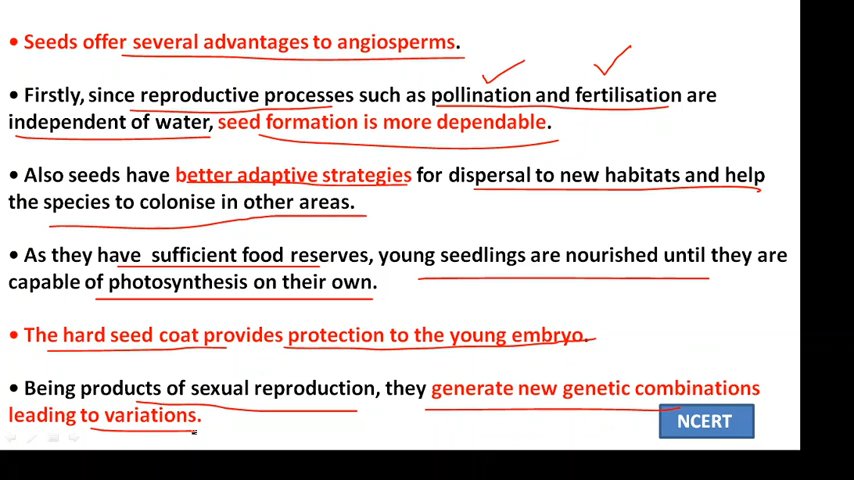 • Seeds offer several advantages to angiosperms.
• Firstly, since reproductive processes such as pollination and fertilisation are
independent of water, seed formation is more dependable.
• Also seeds have better adaptive strategies for dispersal to new habitats and help
the species to colonise in other areas.
• As they have sufficient food reserves, young seedlings are nourished until they are
capable of photosynthesis on their own.
• The hard seed coat provides protection to the young embryo.
• Being products of sexual reproduction, they generate new genetic combinations
leading to variations.
NCERT